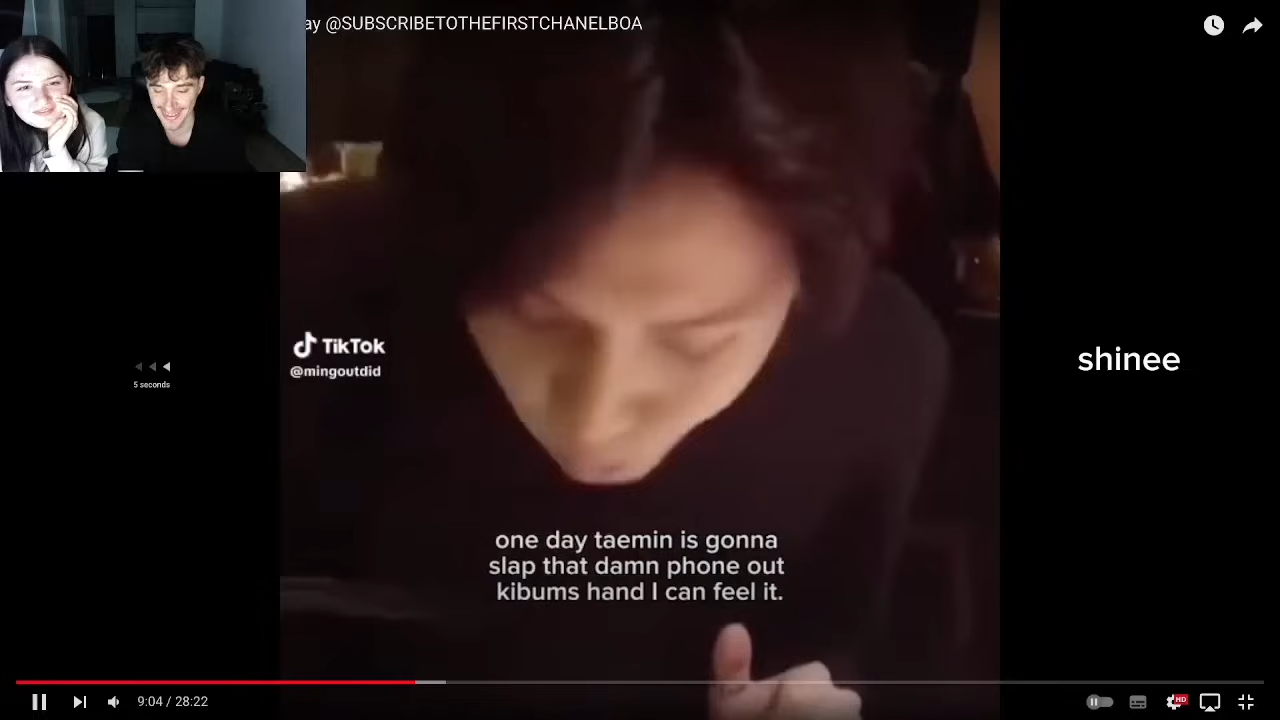 ay @SUBSCRIBETOTHEFIRSTCHANELBOA
TikTok
@mingoutdid
5 seconds
shinee
one day taemin is gonna
slap that damn phone out
kibums hand I can feel it.
9:04 / 28:22
HD